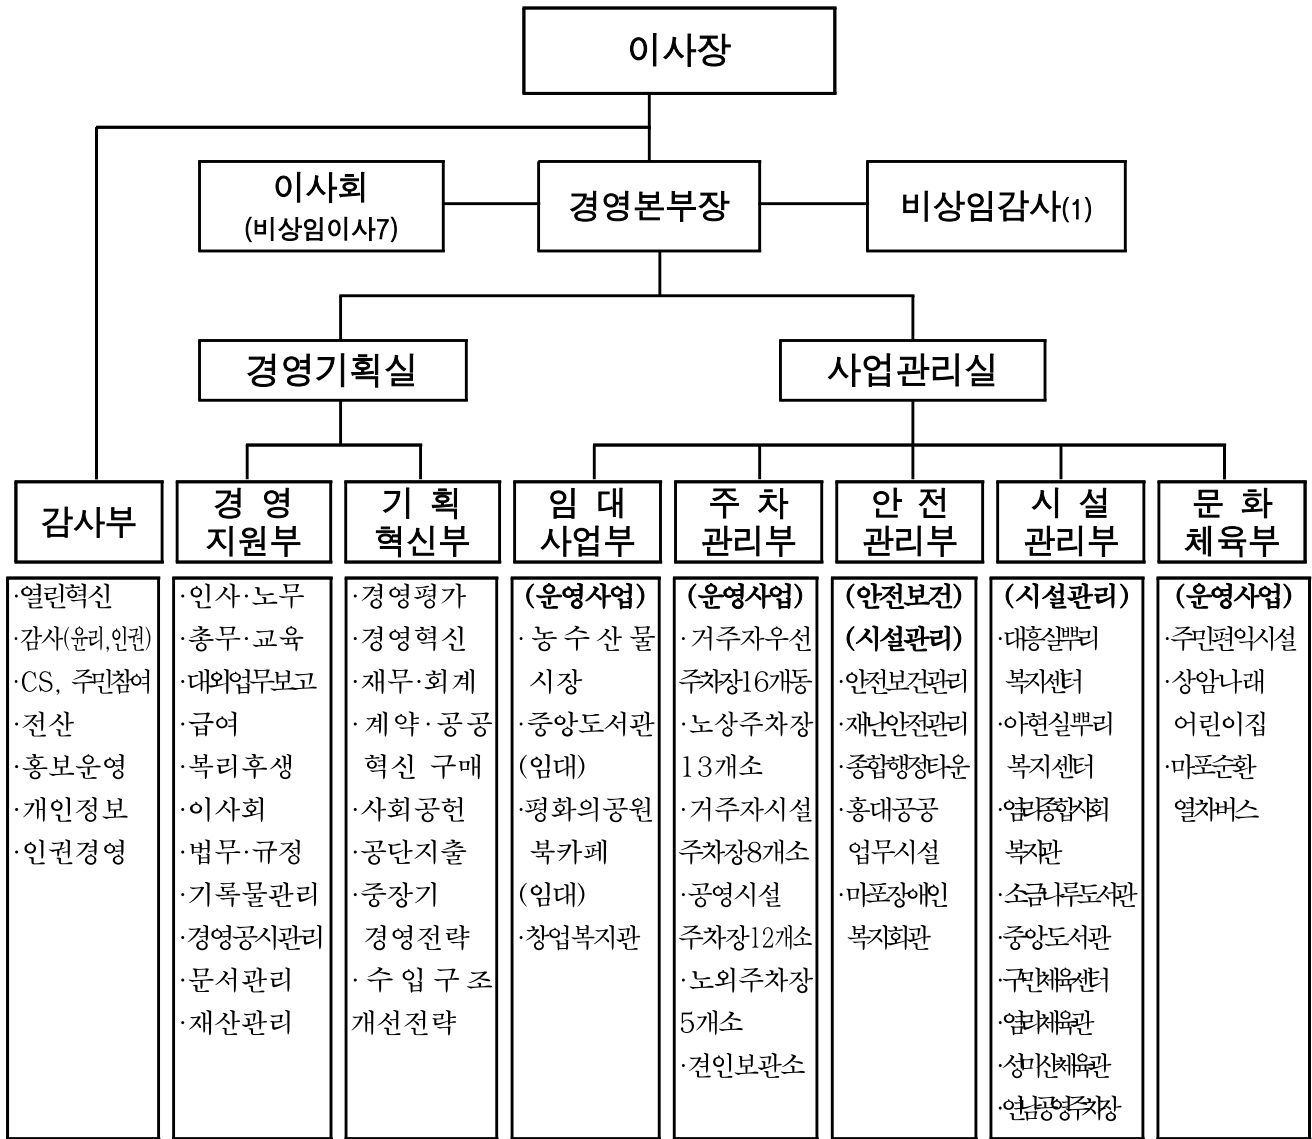 이사장
이사회
(비상임이사7)
경영본부장
비상임감사(1)
경영기획실
사업관리실
감사부
·열린혁신
·감사(윤리,인권)
·CS, 주민참여
·전산
·홍보운영
·개인정보
·인권경영
경 영
지원부
·인사·노무
·총무·교육
·대외업무보고
·급여
·복리후생
·이사회
·법무·규정
·기록물관리
·경영공시관리
·문서관리
·재산관리
기 획
혁신부
·경영평가
·경영혁신
·재무·회계
·계약·공공
혁신 구매
·사회공헌
·공단지출
·중장기
경영전략
·수입구조
개선전략
임 대
사업부
(운영사업)
·농수산물
시장
·중앙도서관
(임대)
·평화의공원
북카페
(임대)
·창업복지관
주 차
관리부
(운영사업)
·거주자우선
주차장16개동
·노상주차장
13개소
·거주자시설
주차장8개소
·공영시설
주차장12개소
·노외주차장
5개소
·견인보관소
안 전
관리부
(안전보건)
(시설관리)
·안전보건관리
·재난안전관리
·종합행정타운
·홍대공공
업무시설
·마포장애인
복지회관
시 설
관리부
(시설관리)
·대흥실뿌리
복지센터
·아현실뿌리
복지센터
·염리종합사회
복지관
·소금나루도서관
·중앙도서관
·구민체육센터
·염리체육관
·성미산체육관
·연남공영주차장
문 화
체육부
(운영사업)
·주민편익시설
·상암나래
어린이집
·마포순환
열차버스